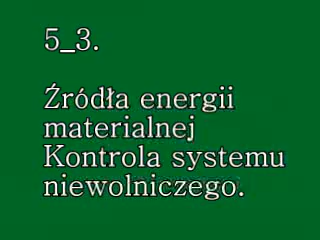 5_3.
Źródła energii
materialnej
Kontrola systemu
niewolniczego.